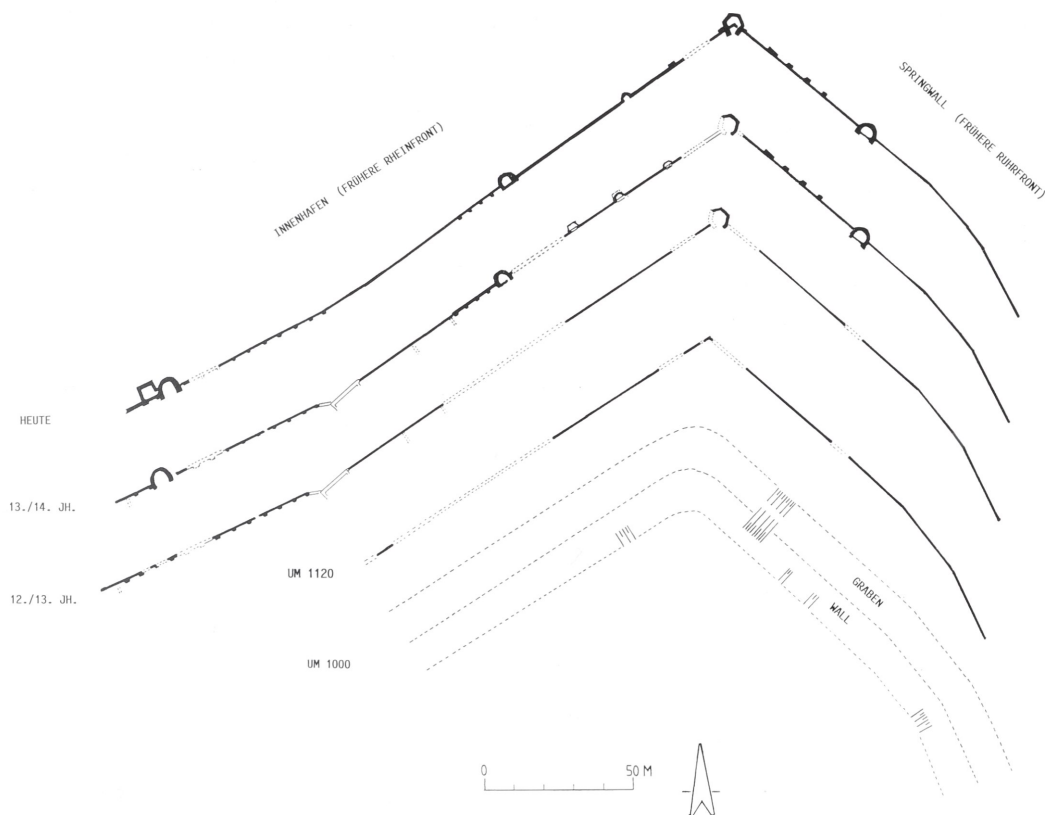 SPRINGWALL (FRÜHERE RUHRFRONT)
INNENHAFEN (FRÜHERE RHEINFRONT)
HEUTE
13./14. JH.
12./13. JH.
UM 1120
UM 1000
GRABEN
WALL
0 50 M